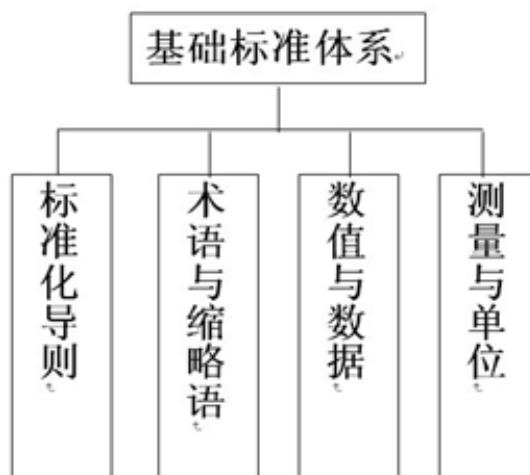 基础标准体系
标准化导则
术语与缩略语
数值与数据
测量与单位